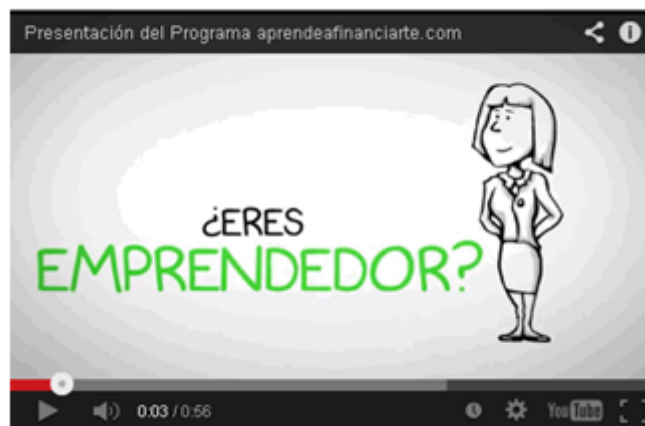 Presentación del Programa aprendeafinanciarte.com
¿ERES
EMPRENDEDOR?
0:03 / 0:56
YouTube